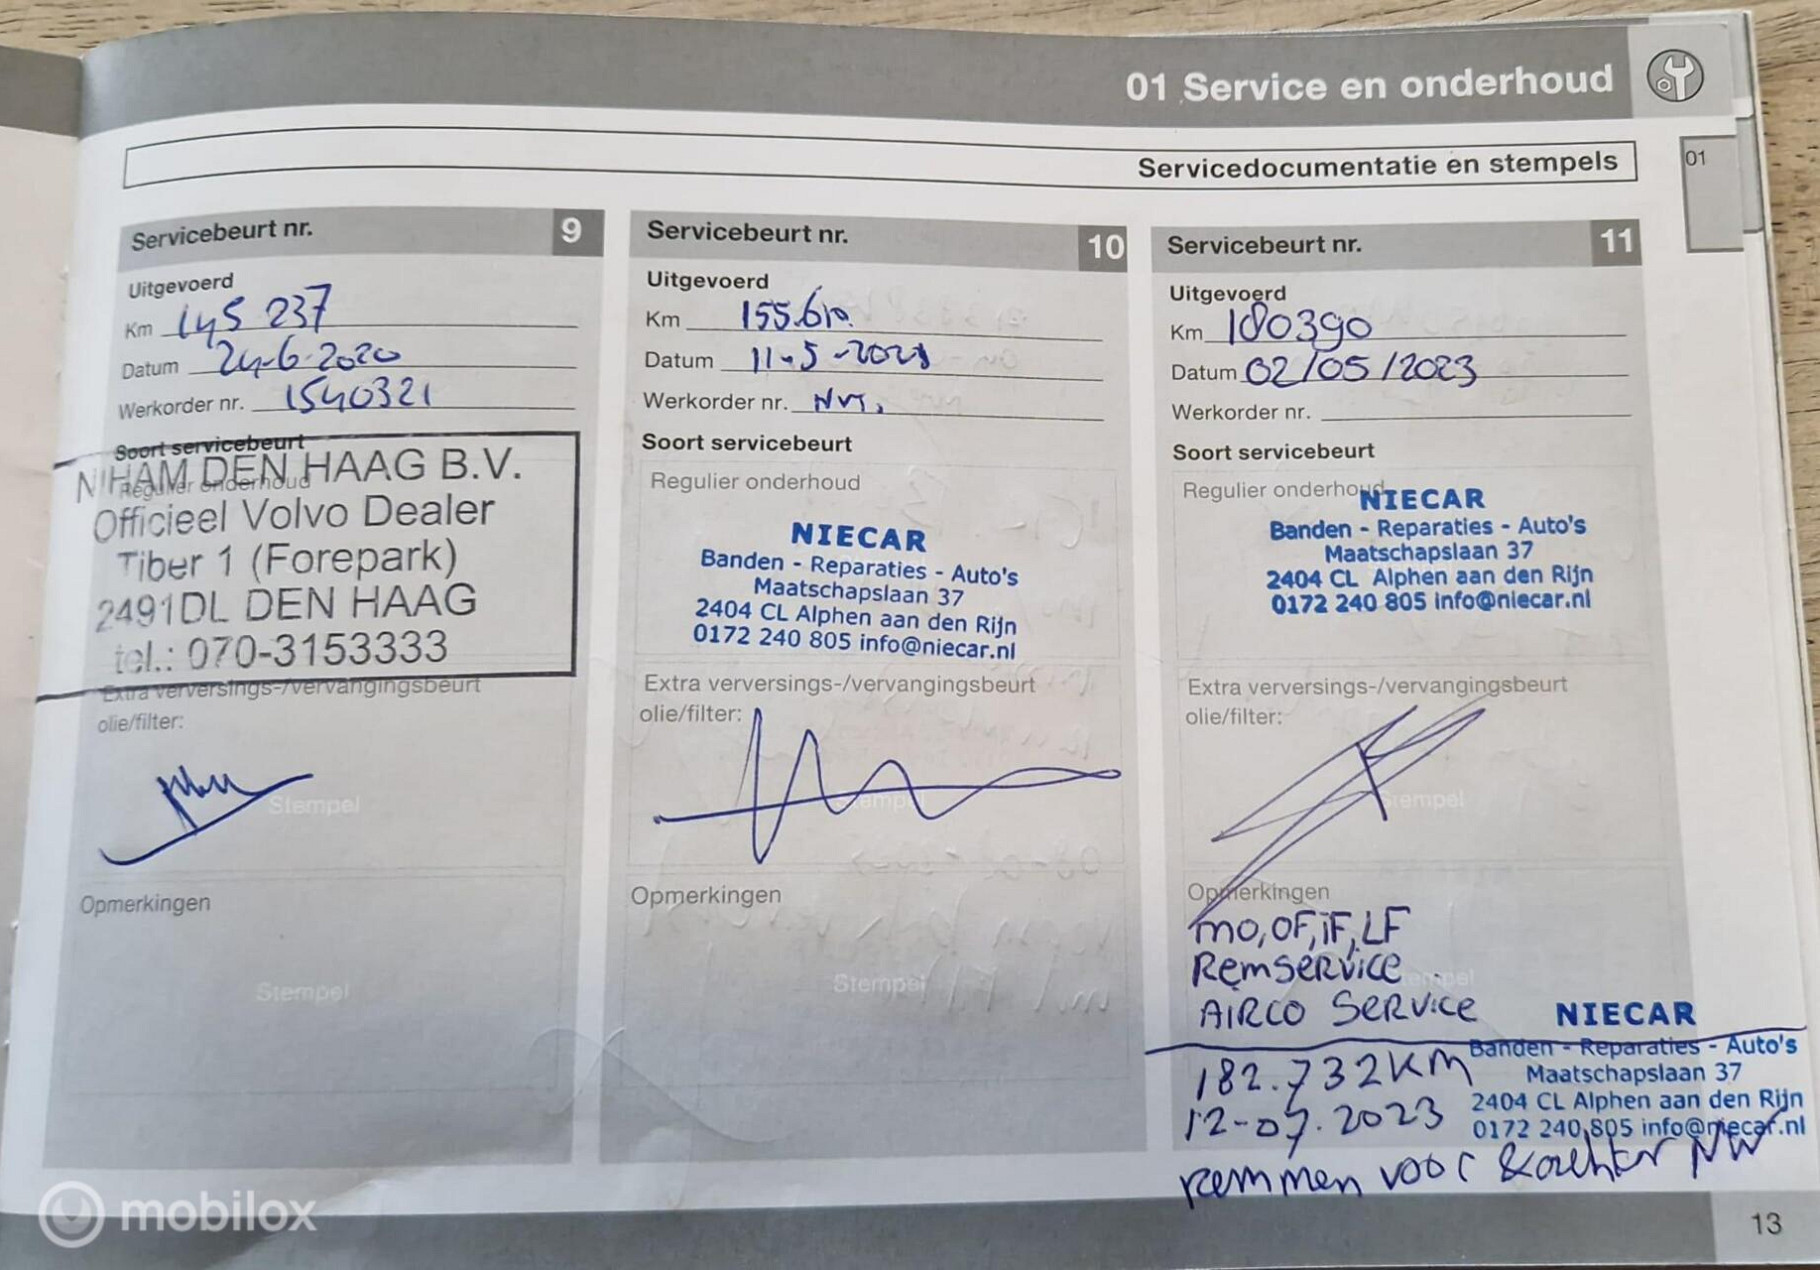 01 Service en onderhoud
Servicedocumentatie en stempels
01
Servicebeurt nr. 9
Uitgevoerd
Km 145 237
Datum 24-6-2020
Werkorder nr. 1540321
Soort servicebeurt
Regulier onderhoud
NIHAM DEN HAAG B.V.
Officieel Volvo Dealer
Tiber 1 (Forepark)
2491DL DEN HAAG
tel.: 070-3153333
Extra verversings-/vervangingsbeurt
olie/filter:
Stempel
Opmerkingen
Stempel
Servicebeurt nr. 10
Uitgevoerd
Km 155.610
Datum 11-5-2021
Werkorder nr. NVT.
Soort servicebeurt
Regulier onderhoud
NIECAR
Banden - Reparaties - Auto's
Maatschapslaan 37
2404 CL Alphen aan den Rijn
0172 240 805 info@niecar.nl
Extra verversings-/vervangingsbeurt
olie/filter:
Stempel
Opmerkingen
Stempel
Servicebeurt nr. 11
Uitgevoerd
Km 180390
Datum 02/05/2023
Werkorder nr.
Soort servicebeurt
Regulier onderhoud
NIECAR
Banden - Reparaties - Auto's
Maatschapslaan 37
2404 CL Alphen aan den Rijn
0172 240 805 info@niecar.nl
Extra verversings-/vervangingsbeurt
olie/filter:
Stempel
Opmerkingen
MO, OF, iF, LF
Remservice
Stempel
AIRCO Service
NIECAR
Banden - Reparaties - Auto's
Maatschapslaan 37
2404 CL Alphen aan den Rijn
0172 240 805 info@niecar.nl
182.732KM
12-07.2023
remmen voor & achter NW
13
mobilox